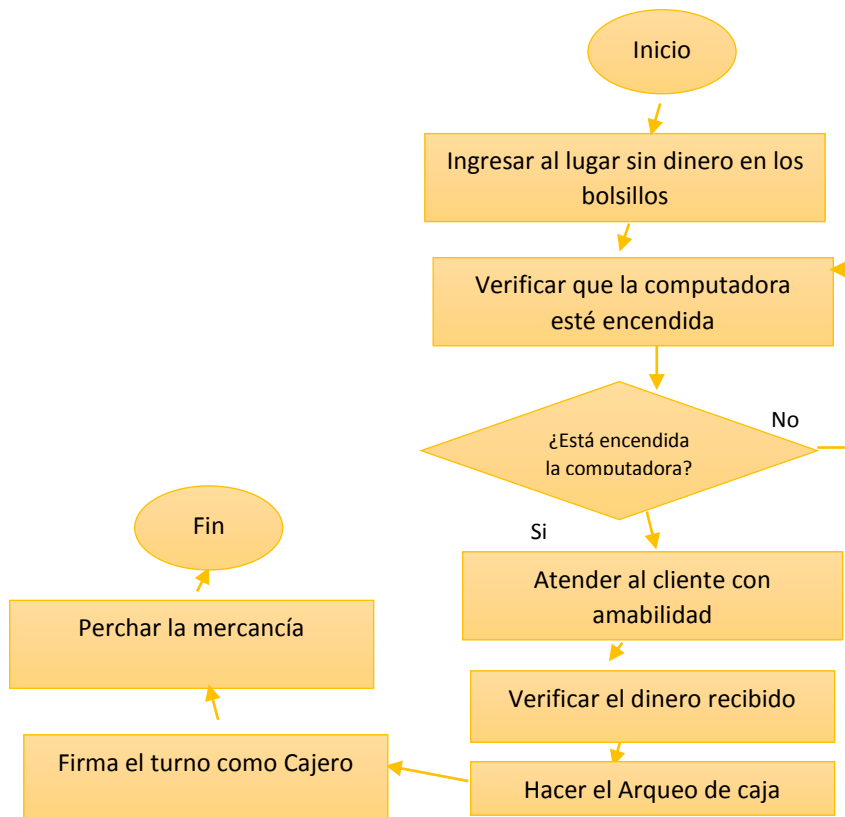 Inicio
Ingresar al lugar sin dinero en los
bolsillos
Verificar que la computadora
esté encendida
No
¿Está encendida
la computadora?
Si
Atender al cliente con
amabilidad
Verificar el dinero recibido
Hacer el Arqueo de caja
Firma el turno como Cajero
Perchar la mercancía
Fin